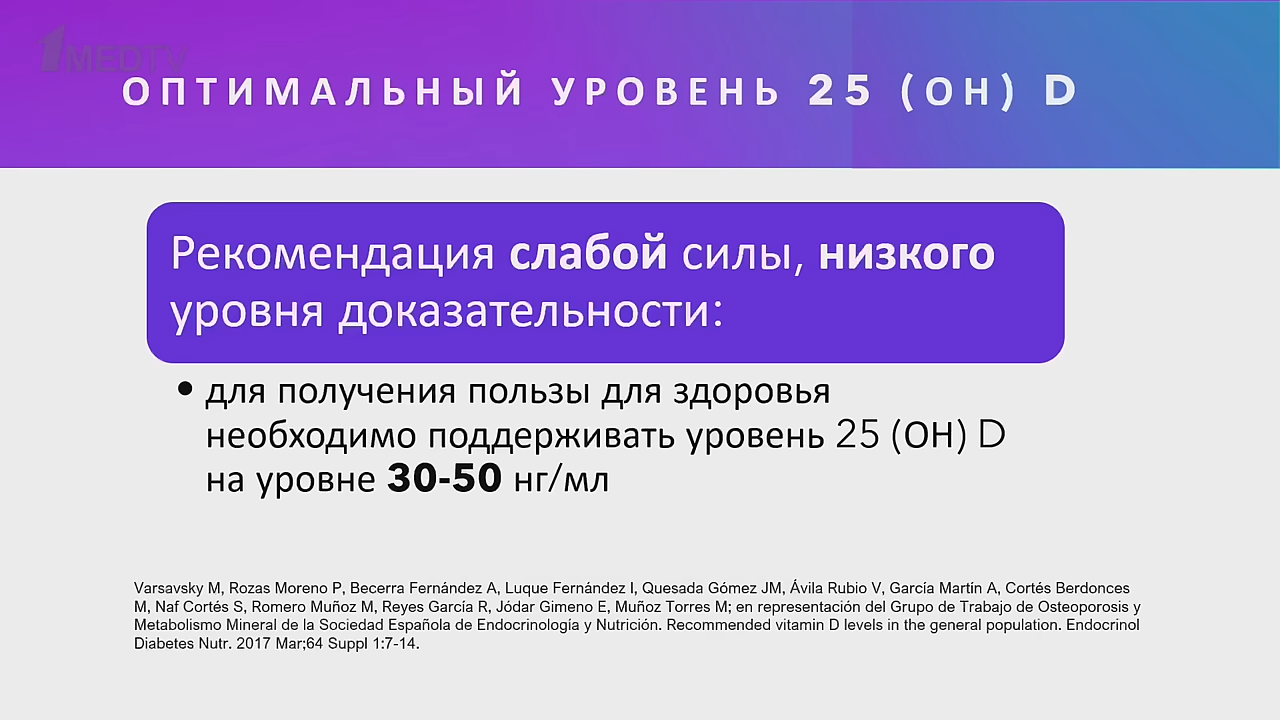 1MEDTV
ОПТИМАЛЬНЫЙ УРОВЕНЬ 25 (ОН) D
Рекомендация слабой силы, низкого
уровня доказательности:
• для получения пользы для здоровья
необходимо поддерживать уровень 25 (ОН) D
на уровне 30-50 нг/мл
Varsavsky M, Rozas Moreno P, Becerra Fernández A, Luque Fernández I, Quesada Gómez JM, Ávila Rubio V, García Martín A, Cortés Berdonces
M, Naf Cortés S, Romero Muñoz M, Reyes García R, Jódar Gimeno E, Muñoz Torres M; en representación del Grupo de Trabajo de Osteoporosis y
Metabolismo Mineral de la Sociedad Española de Endocrinología y Nutrición. Recommended vitamin D levels in the general population. Endocrinol
Diabetes Nutr. 2017 Mar;64 Suppl 1:7-14.